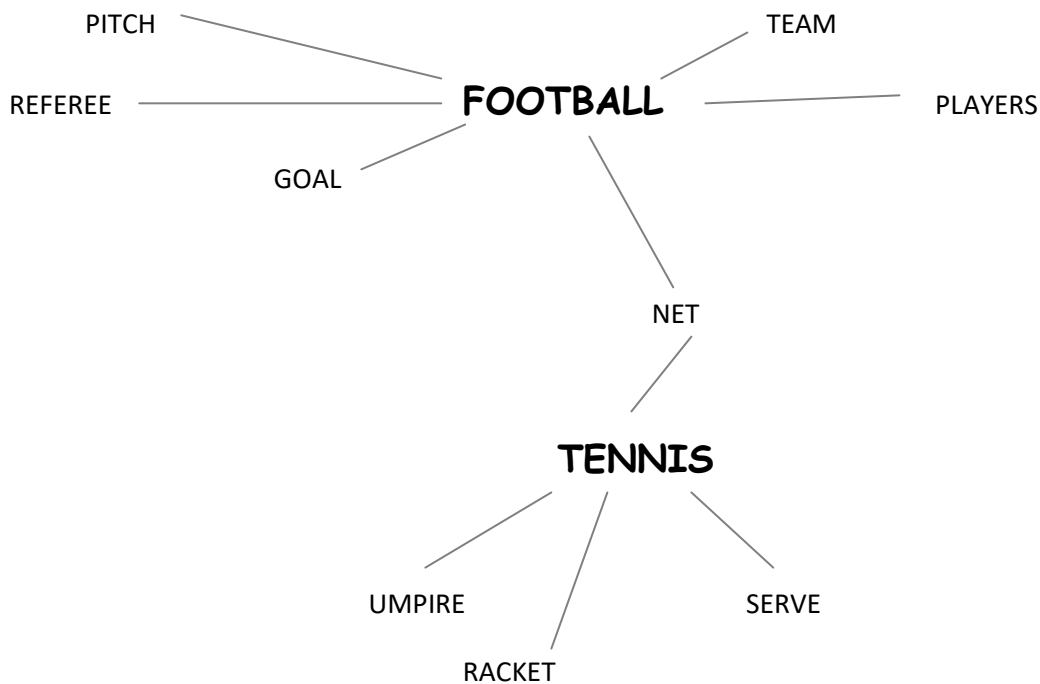 PITCH
TEAM
FOOTBALL
REFEREE
PLAYERS
GOAL
NET
TENNIS
UMPIRE
SERVE
RACKET